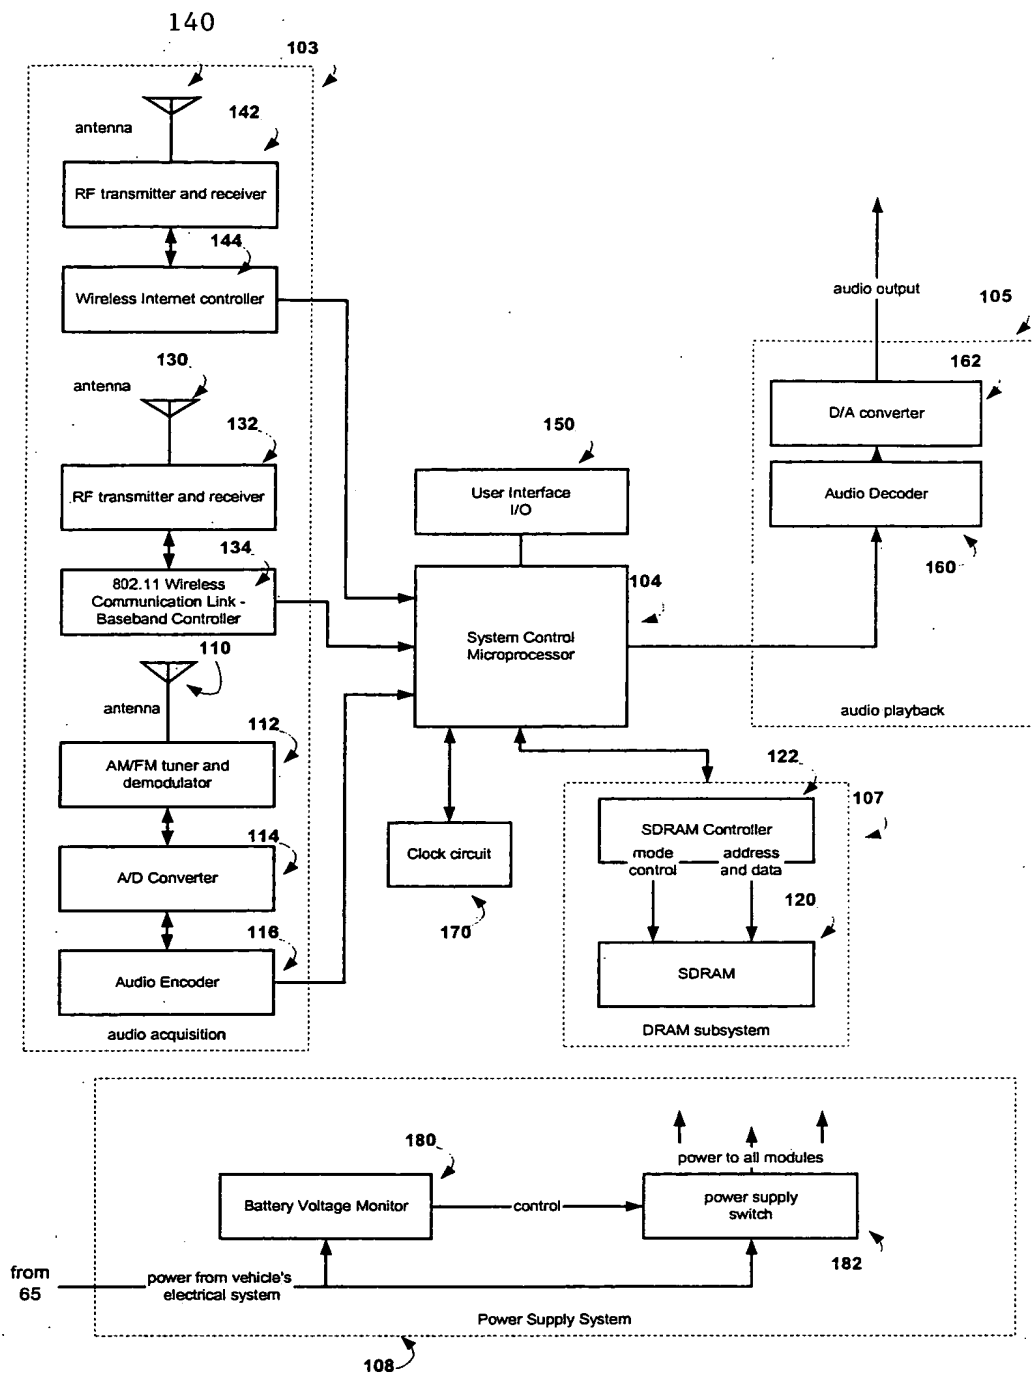 140
103
antenna
142
RF transmitter and receiver
144
Wireless Internet controller
130
antenna
132
RF transmitter and receiver
134
802.11 Wireless
Communication Link -
Baseband Controller
110
antenna
112
AM/FM tuner and
demodulator
114
A/D Converter
116
Audio Encoder
audio acquisition
150
User Interface
I/O
104
System Control
Microprocessor
Clock circuit
170
audio output
105
162
D/A converter
Audio Decoder
160
audio playback
122
107
SDRAM Controller
mode
control
address
and data
120
SDRAM
DRAM subsystem
180
Battery Voltage Monitor
control
power to all modules
power supply
switch
182
from
65
power from vehicle's
electrical system
Power Supply System
108